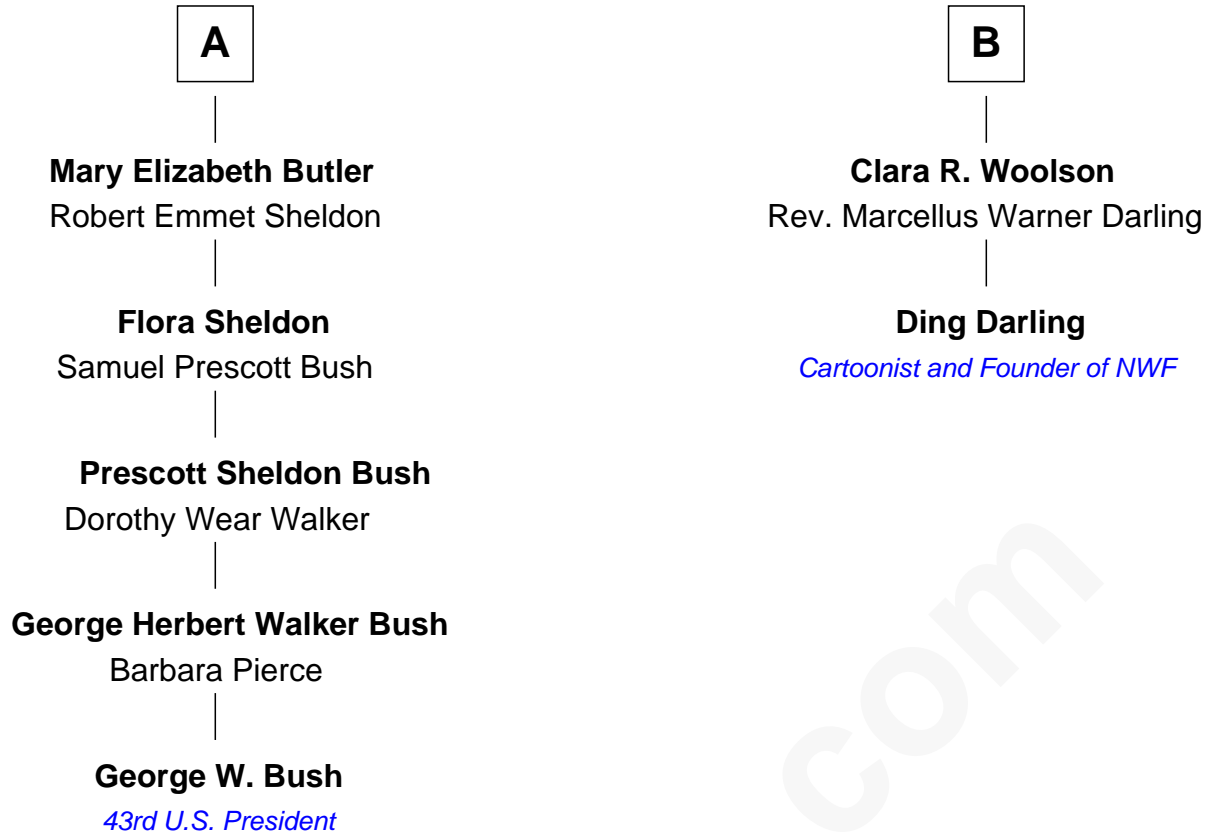 A
Mary Elizabeth Butler
Robert Emmet Sheldon
Flora Sheldon
Samuel Prescott Bush
Prescott Sheldon Bush
Dorothy Wear Walker
George Herbert Walker Bush
Barbara Pierce
George W. Bush
43rd U.S. President
B
Clara R. Woolson
Rev. Marcellus Warner Darling
Ding Darling
Cartoonist and Founder of NWF
com